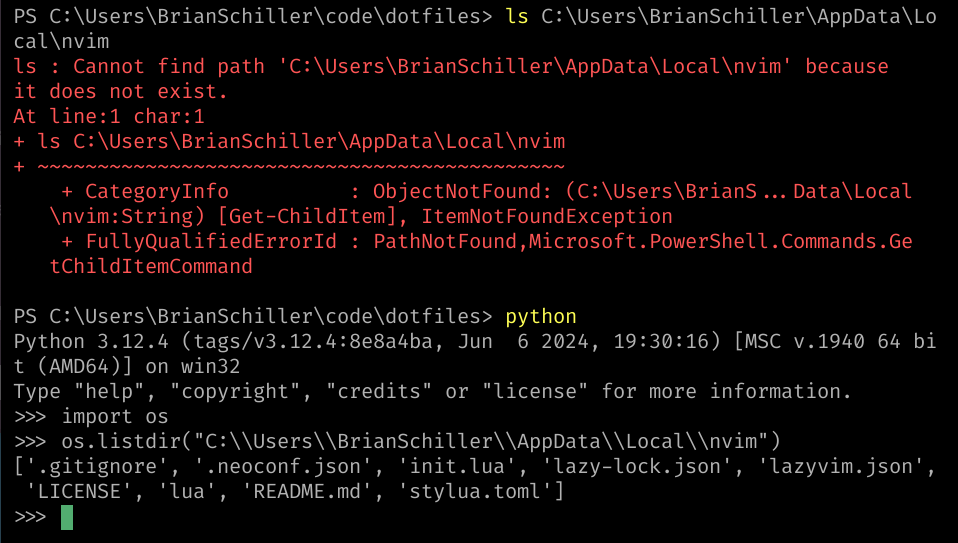 PS C:\Users\BrianSchiller\code\dotfiles> ls C:\Users\BrianSchiller\AppData\Lo
cal\nvim
ls : Cannot find path 'C:\Users\BrianSchiller\AppData\Local\nvim' because
it does not exist.
At line:1 char:1
+ ls C:\Users\BrianSchiller\AppData\Local\nvim
+ ~~~~~~~~~~~~~~~~~~~~~~~~~~~~~~~~~~~~~~~~~~~~
    + CategoryInfo          : ObjectNotFound: (C:\Users\BrianS...Data\Local
   \nvim:String) [Get-ChildItem], ItemNotFoundException
    + FullyQualifiedErrorId : PathNotFound,Microsoft.PowerShell.Commands.Ge
   tChildItemCommand
PS C:\Users\BrianSchiller\code\dotfiles> python
Python 3.12.4 (tags/v3.12.4:8e8a4ba, Jun  6 2024, 19:30:16) [MSC v.1940 64 bi
t (AMD64)] on win32
Type "help", "copyright", "credits" or "license" for more information.
>>> import os
>>> os.listdir("C:\\Users\\BrianSchiller\\AppData\\Local\\nvim")
['.gitignore', '.neoconf.json', 'init.lua', 'lazy-lock.json', 'lazyvim.json',
 'LICENSE', 'lua', 'README.md', 'stylua.toml']
>>>